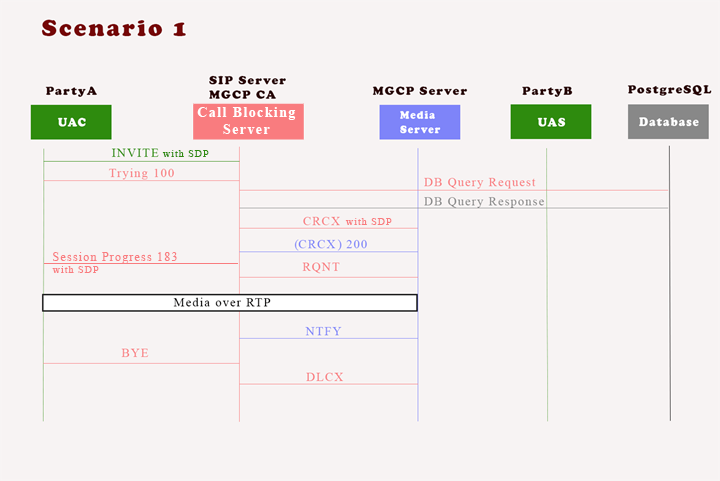 Scenario 1
PartyA
SIP Server
MGCP CA
MGCP Server
PartyB
PostgreSQL
UAC
Call Blocking
Server
Media
Server
UAS
Database
INVITE with SDP
Trying 100
DB Query Request
DB Query Response
CRCX with SDP
(CRCX) 200
Session Progress 183
with SDP
RQNT
Media over RTP
NTFY
BYE
DLCX